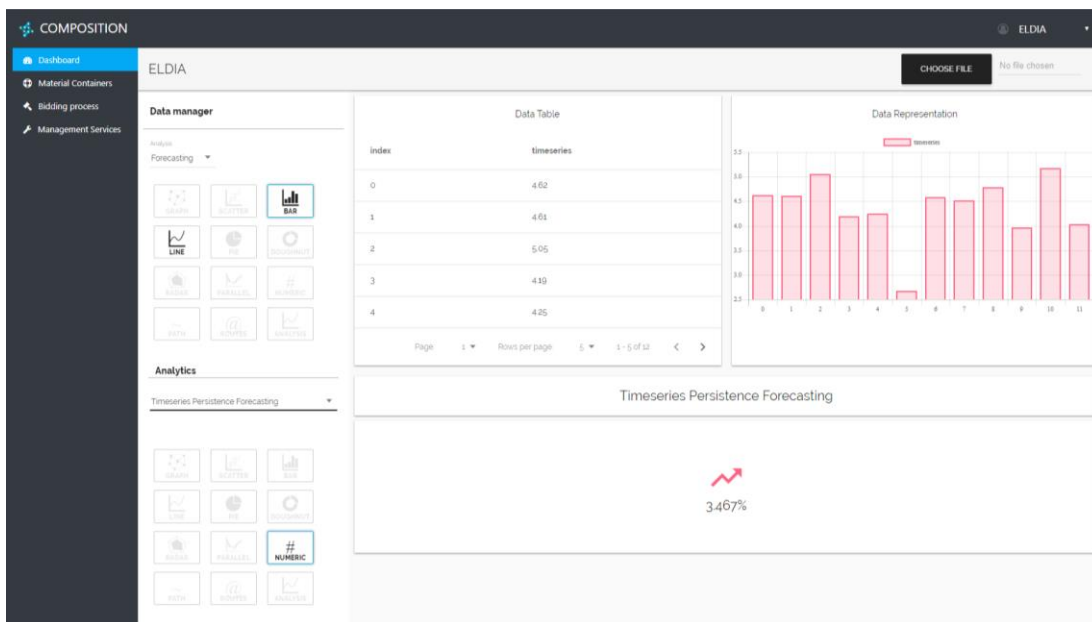 COMPOSITION
ELDIA
Dashboard
Material Containers
Bidding process
Management Services
ELDIA
CHOOSE FILE
No file chosen
Data manager
Analysis
Forecasting
GRAPH SCATTER BAR
LINE PIE DOUGHNUT
RADAR PARALLEL NUMERIC
PATH ROUTES ANALYSIS
Analytics
Timeseries Persistence Forecasting
GRAPH SCATTER BAR
LINE PIE DOUGHNUT
RADAR PARALLEL NUMERIC
PATH ROUTES ANALYSIS
Data Table
index timeseries
0 4.62
1 4.61
2 5.05
3 4.19
4 4.25
Page 1 Rows per page 5 1 - 5 of 12
Data Representation
timeseries
5.5
5.0
4.5
4.0
3.5
3.0
2.5
0 1 2 3 4 5 6 7 8 9 10 11
Timeseries Persistence Forecasting
3.467%